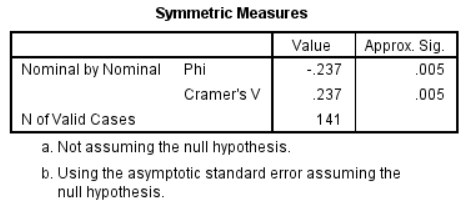 Symmetric Measures
Value Approx. Sig.
Nominal by Nominal Phi -.237 .005
Cramer's V .237 .005
N of Valid Cases 141
a. Not assuming the null hypothesis.
b. Using the asymptotic standard error assuming the
null hypothesis.